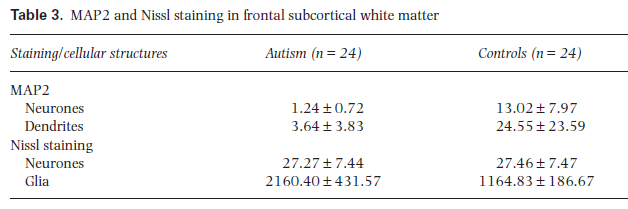 Table 3. MAP2 and Nissl staining in frontal subcortical white matter
Staining/cellular structures Autism (n = 24) Controls (n = 24)
MAP2
Neurones 1.24 ± 0.72 13.02 ± 7.97
Dendrites 3.64 ± 3.83 24.55 ± 23.59
Nissl staining
Neurones 27.27 ± 7.44 27.46 ± 7.47
Glia 2160.40 ± 431.57 1164.83 ± 186.67